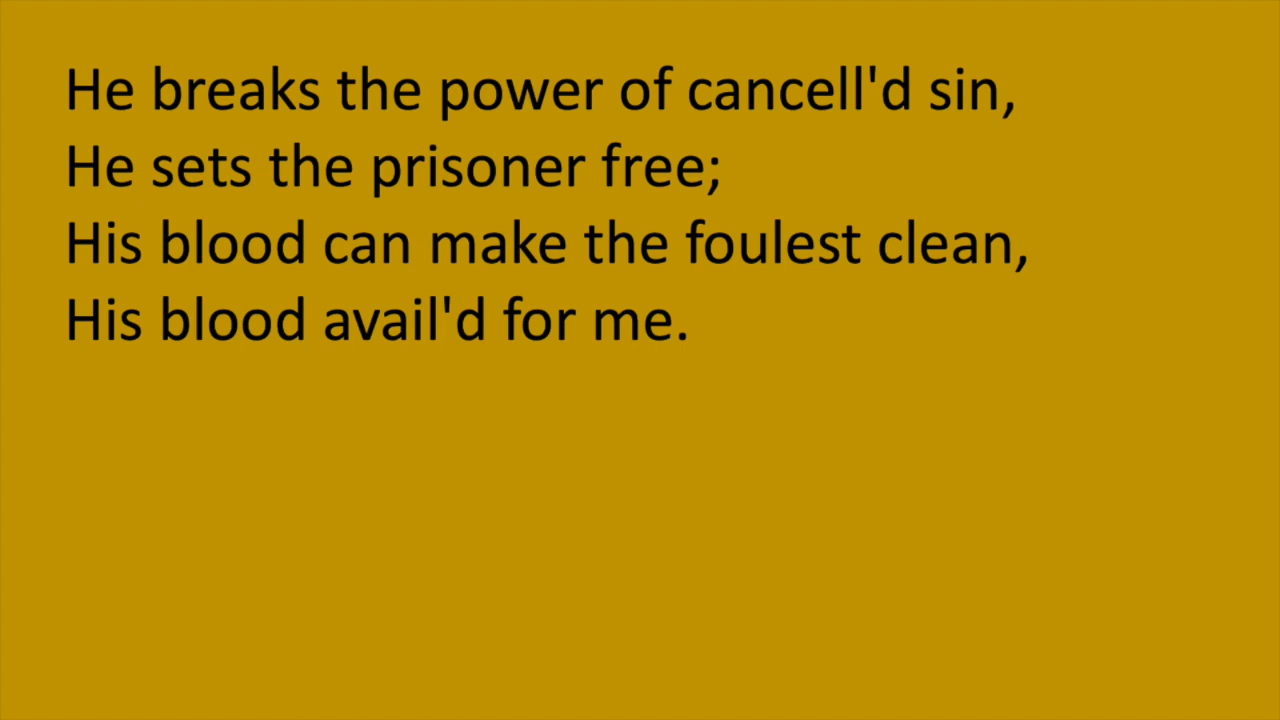 He breaks the power of cancell'd sin,
He sets the prisoner free;
His blood can make the foulest clean,
His blood avail'd for me.